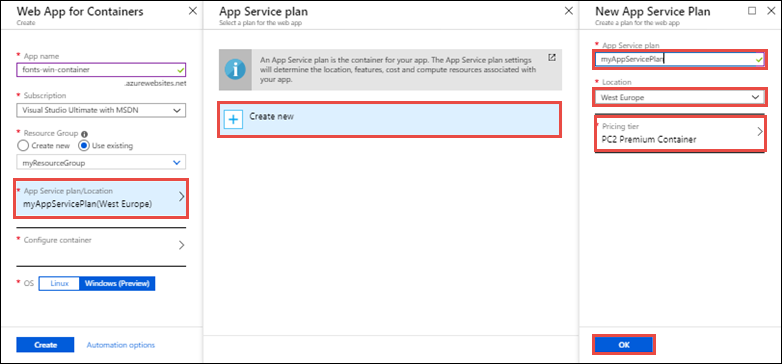 Web App for Containers
Create
* App name
fonts-win-container
.azurewebsites.net
* Subscription
Visual Studio Ultimate with MSDN
* Resource Group
Create new Use existing
myResourceGroup
* App Service plan/Location
myAppServicePlan(West Europe)
* Configure container
* OS Linux Windows (Preview)
Create Automation options
App Service plan
Select a plan for the web app
An App Service plan is the container for your app. The App Service plan settings
will determine the location, features, cost and compute resources associated with
your app.
Create new
New App Service Plan
Create a plan for the web app
* App Service plan
myAppServicePlan
* Location
West Europe
* Pricing tier
PC2 Premium Container
OK